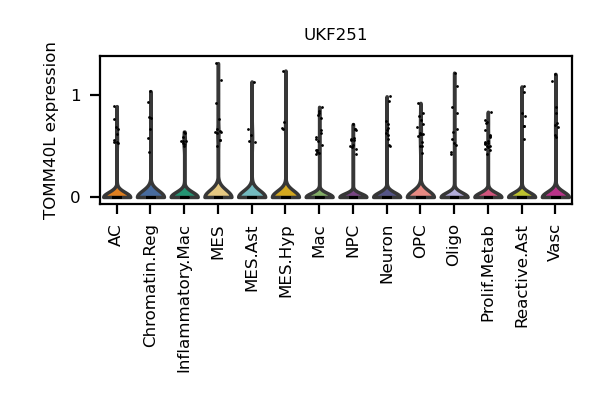 UKF251
TOMM40L expression
1
0
AC
Chromatin.Reg
Inflammatory.Mac
MES
MES.Ast
MES.Hyp
Mac
NPC
Neuron
OPC
Oligo
Prolif.Metab
Reactive.Ast
Vasc